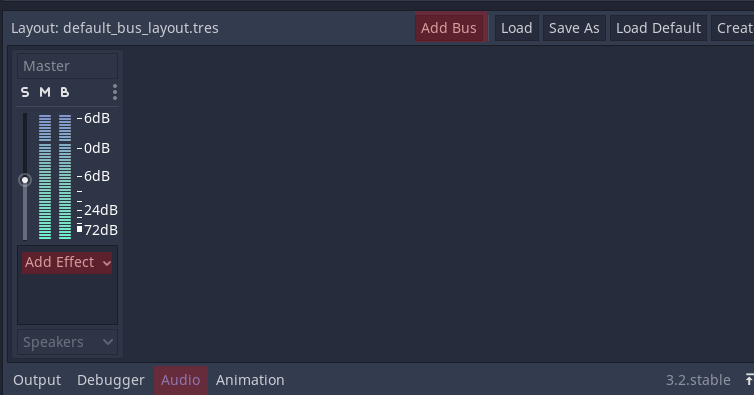 Layout: default_bus_layout.tres Add Bus Load Save As Load Default Creat
Master
S M B
6dB
0dB
6dB
24dB
72dB
Add Effect
Speakers
Output Debugger Audio Animation 3.2.stable